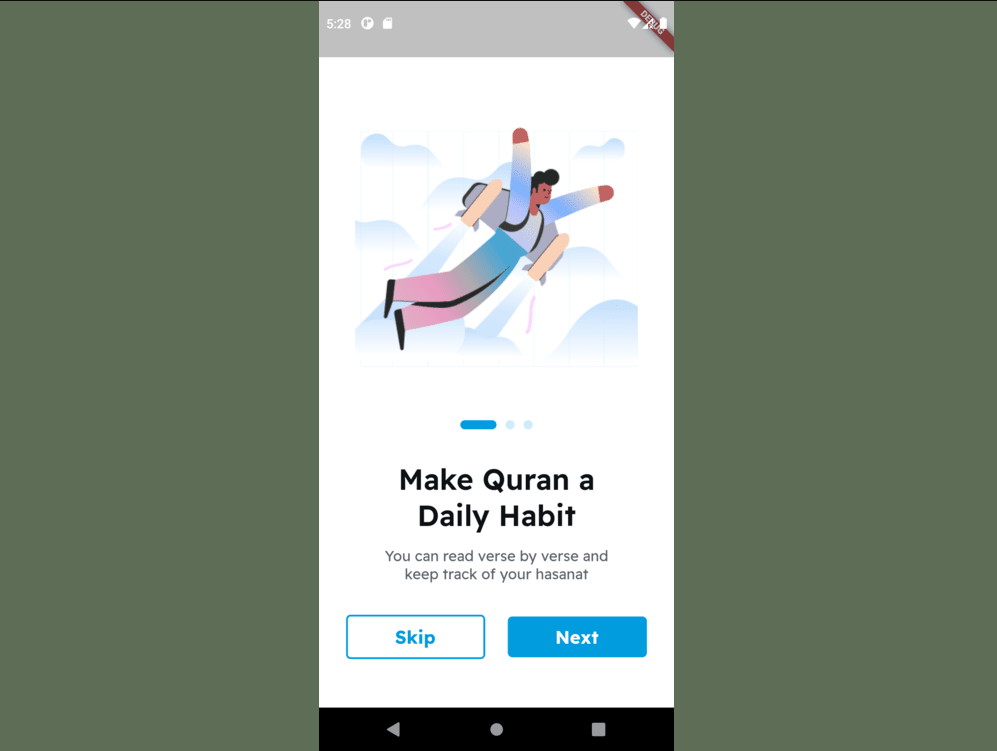 5:28
DEBUG
Make Quran a
Daily Habit
You can read verse by verse and
keep track of your hasanat
Skip
Next